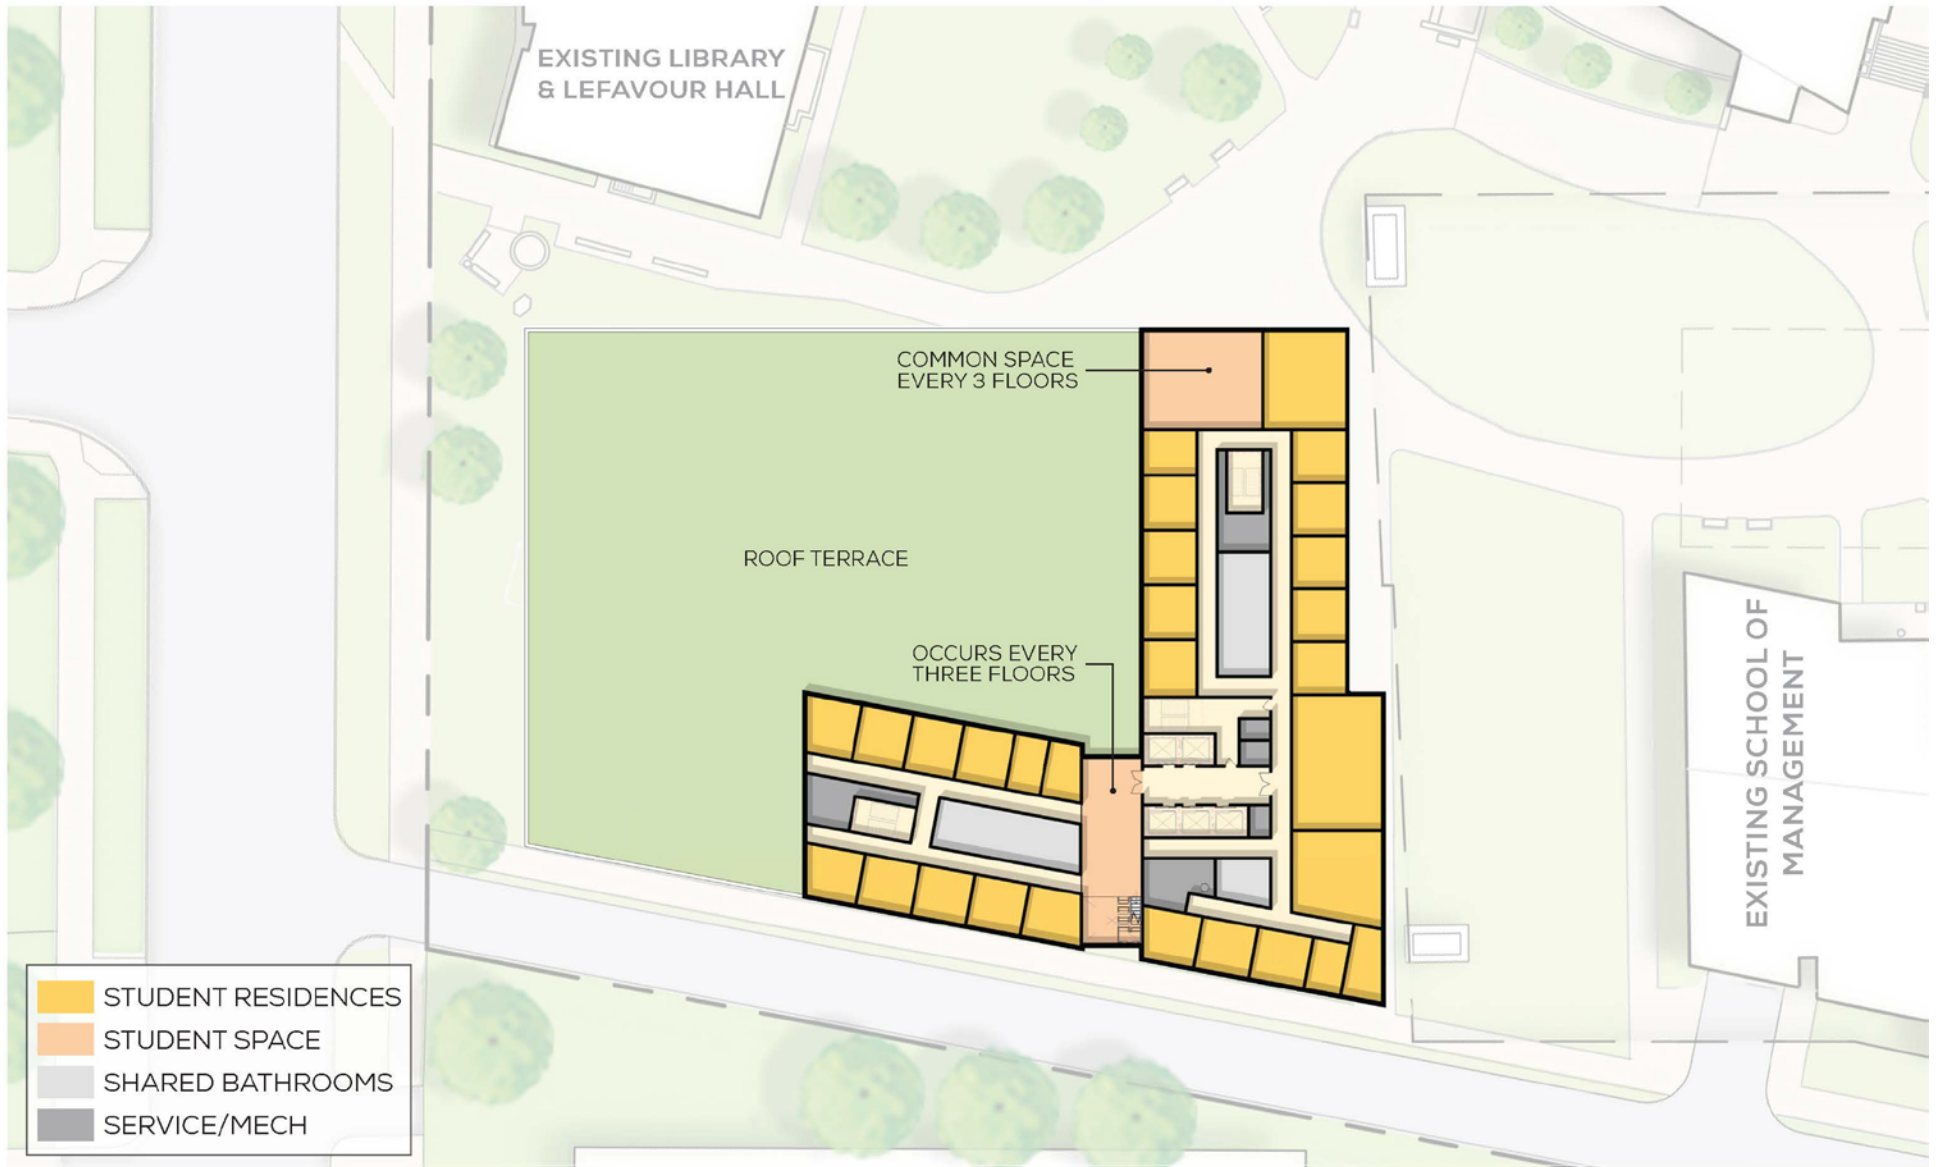 EXISTING LIBRARY
& LEFAVOUR HALL
COMMON SPACE
EVERY 3 FLOORS
ROOF TERRACE
OCCURS EVERY
THREE FLOORS
EXISTING SCHOOL OF
MANAGEMENT
STUDENT RESIDENCES
STUDENT SPACE
SHARED BATHROOMS
SERVICE/MECH